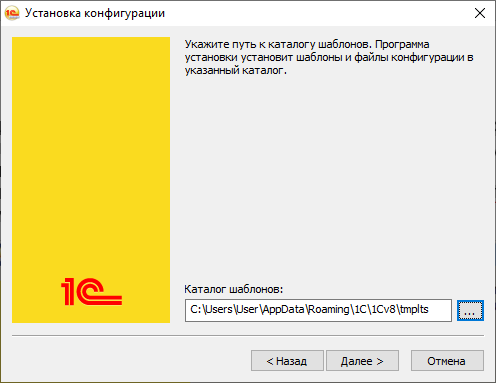 Установка конфигурации
Укажите путь к каталогу шаблонов. Программа
установки установит шаблоны и файлы конфигурации в
указанный каталог.
1С
Каталог шаблонов:
C:\Users\User\AppData\Roaming\1C\1Cv8\tmplts
...
< Назад
Далее >
Отмена